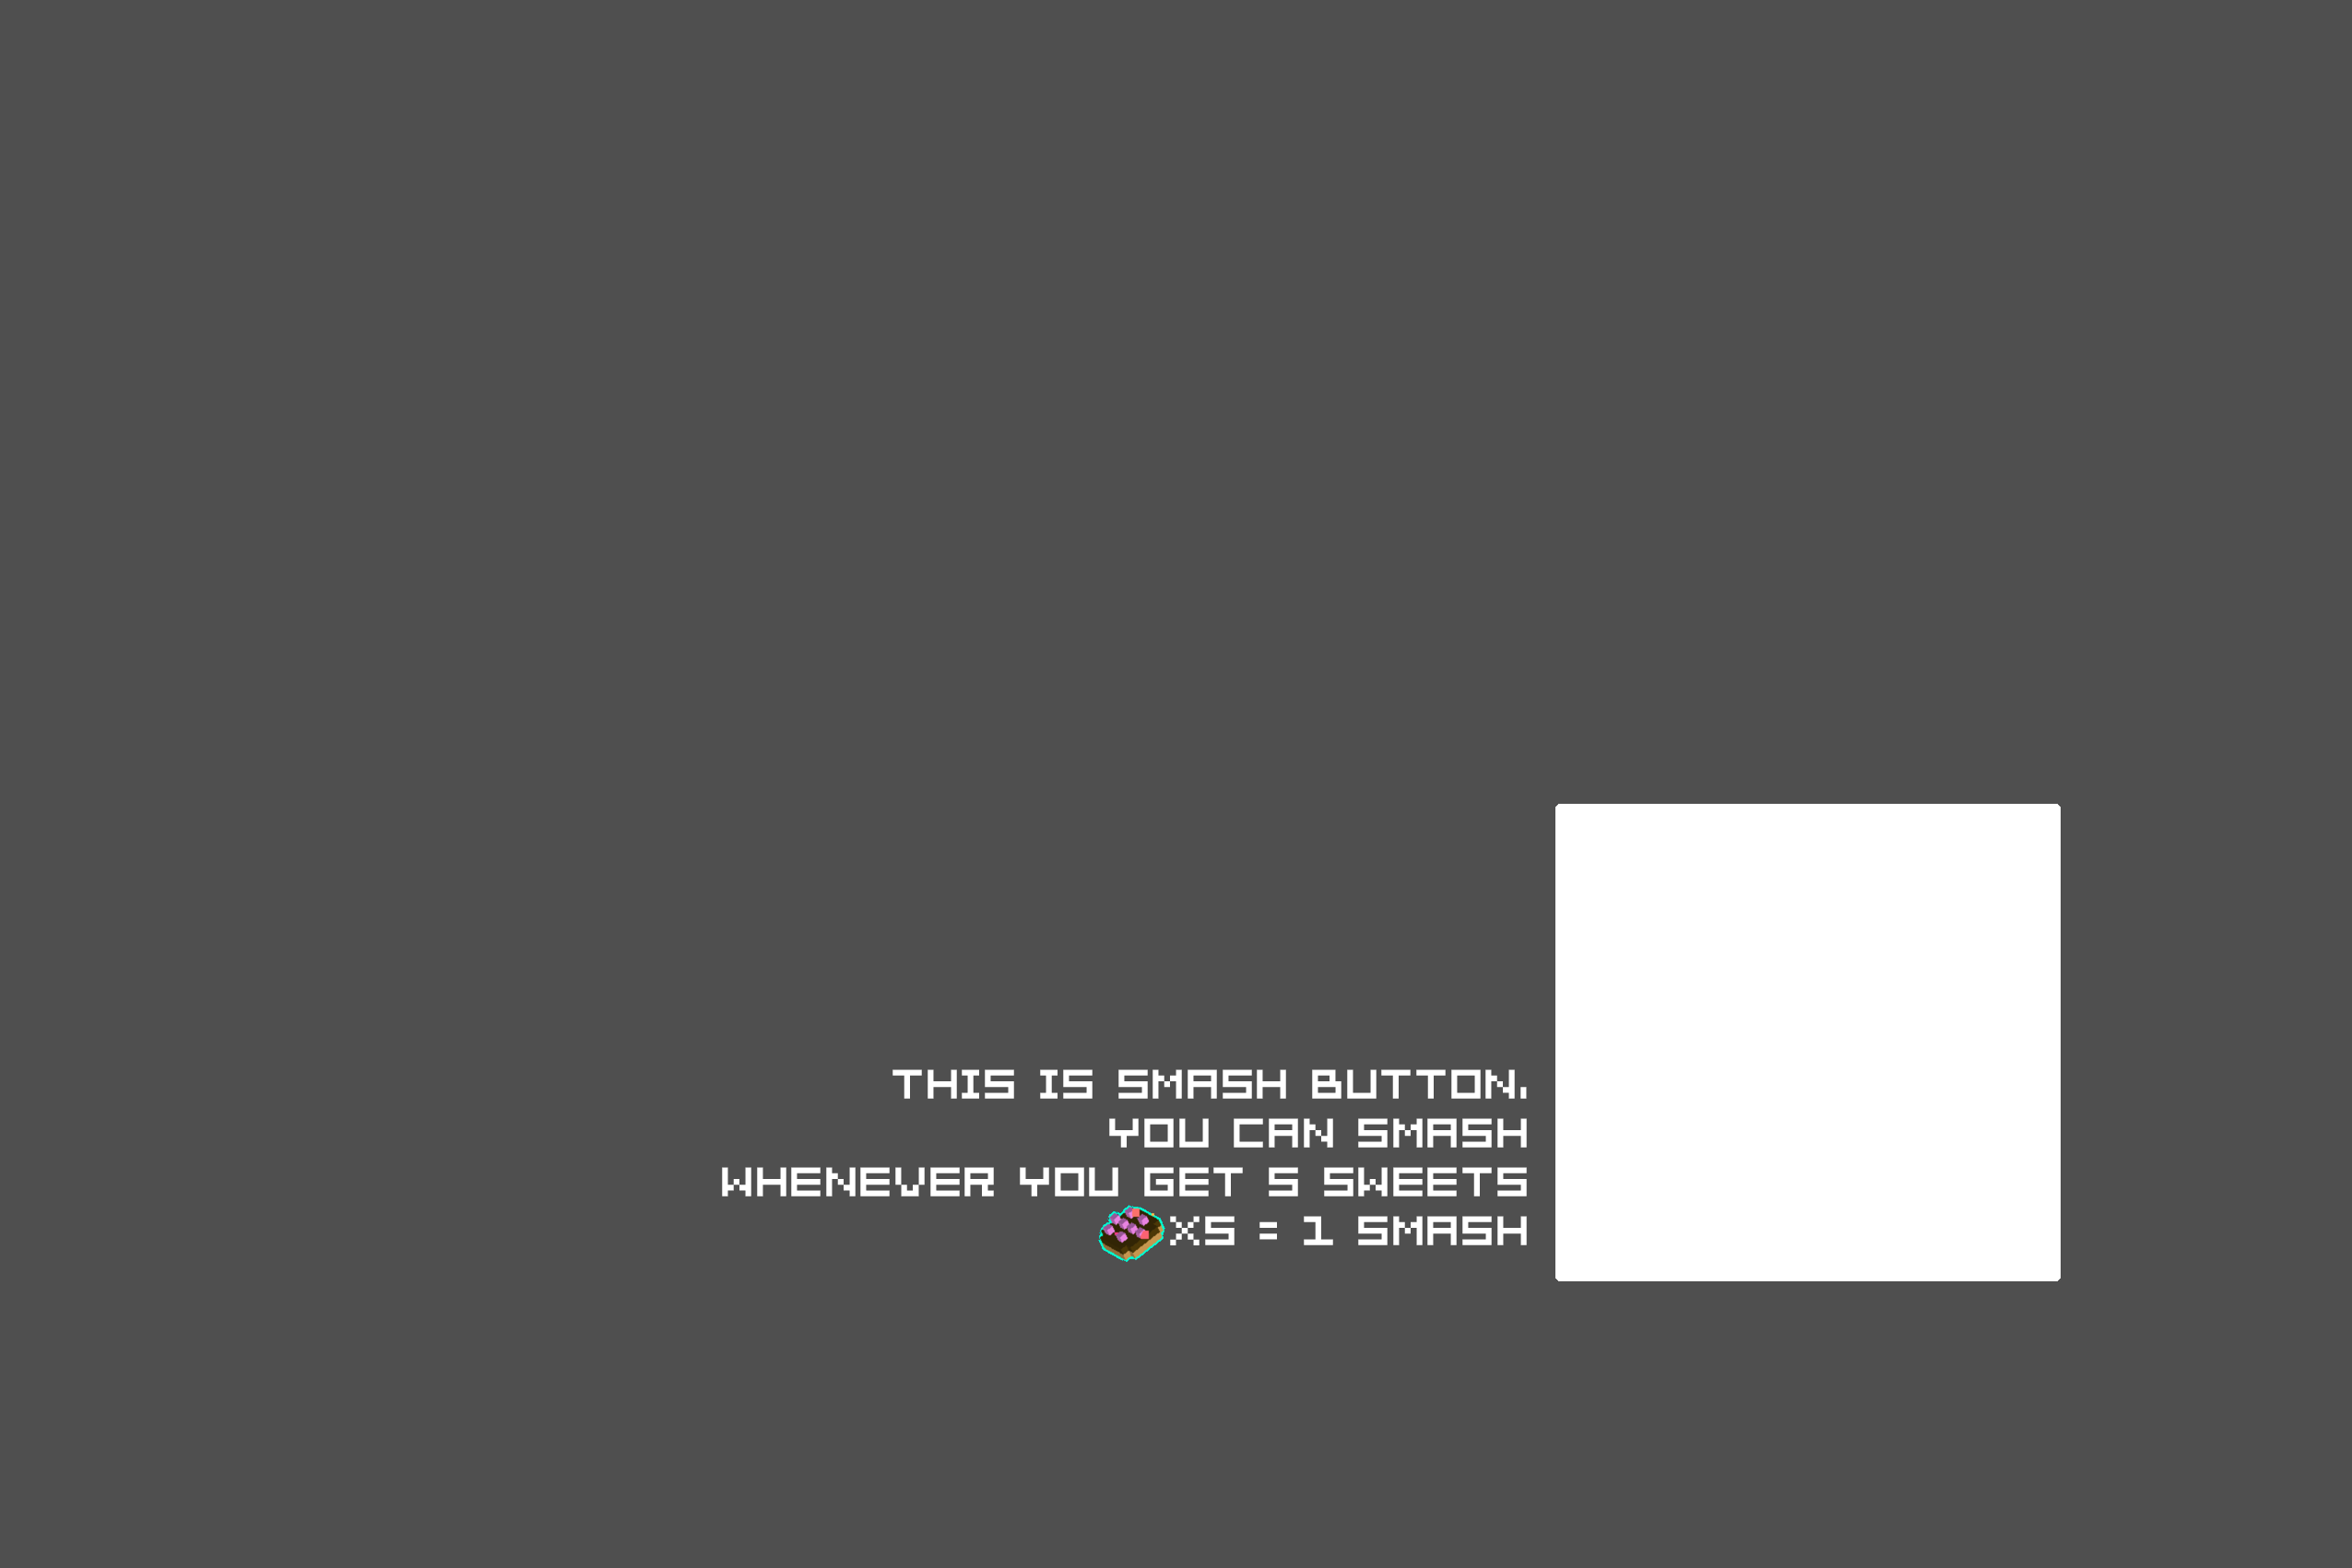 THIS IS SMASH BUTTON.
YOU CAN SMASH
WHENEVER YOU GET 5 SWEETS
X5 = 1 SMASH